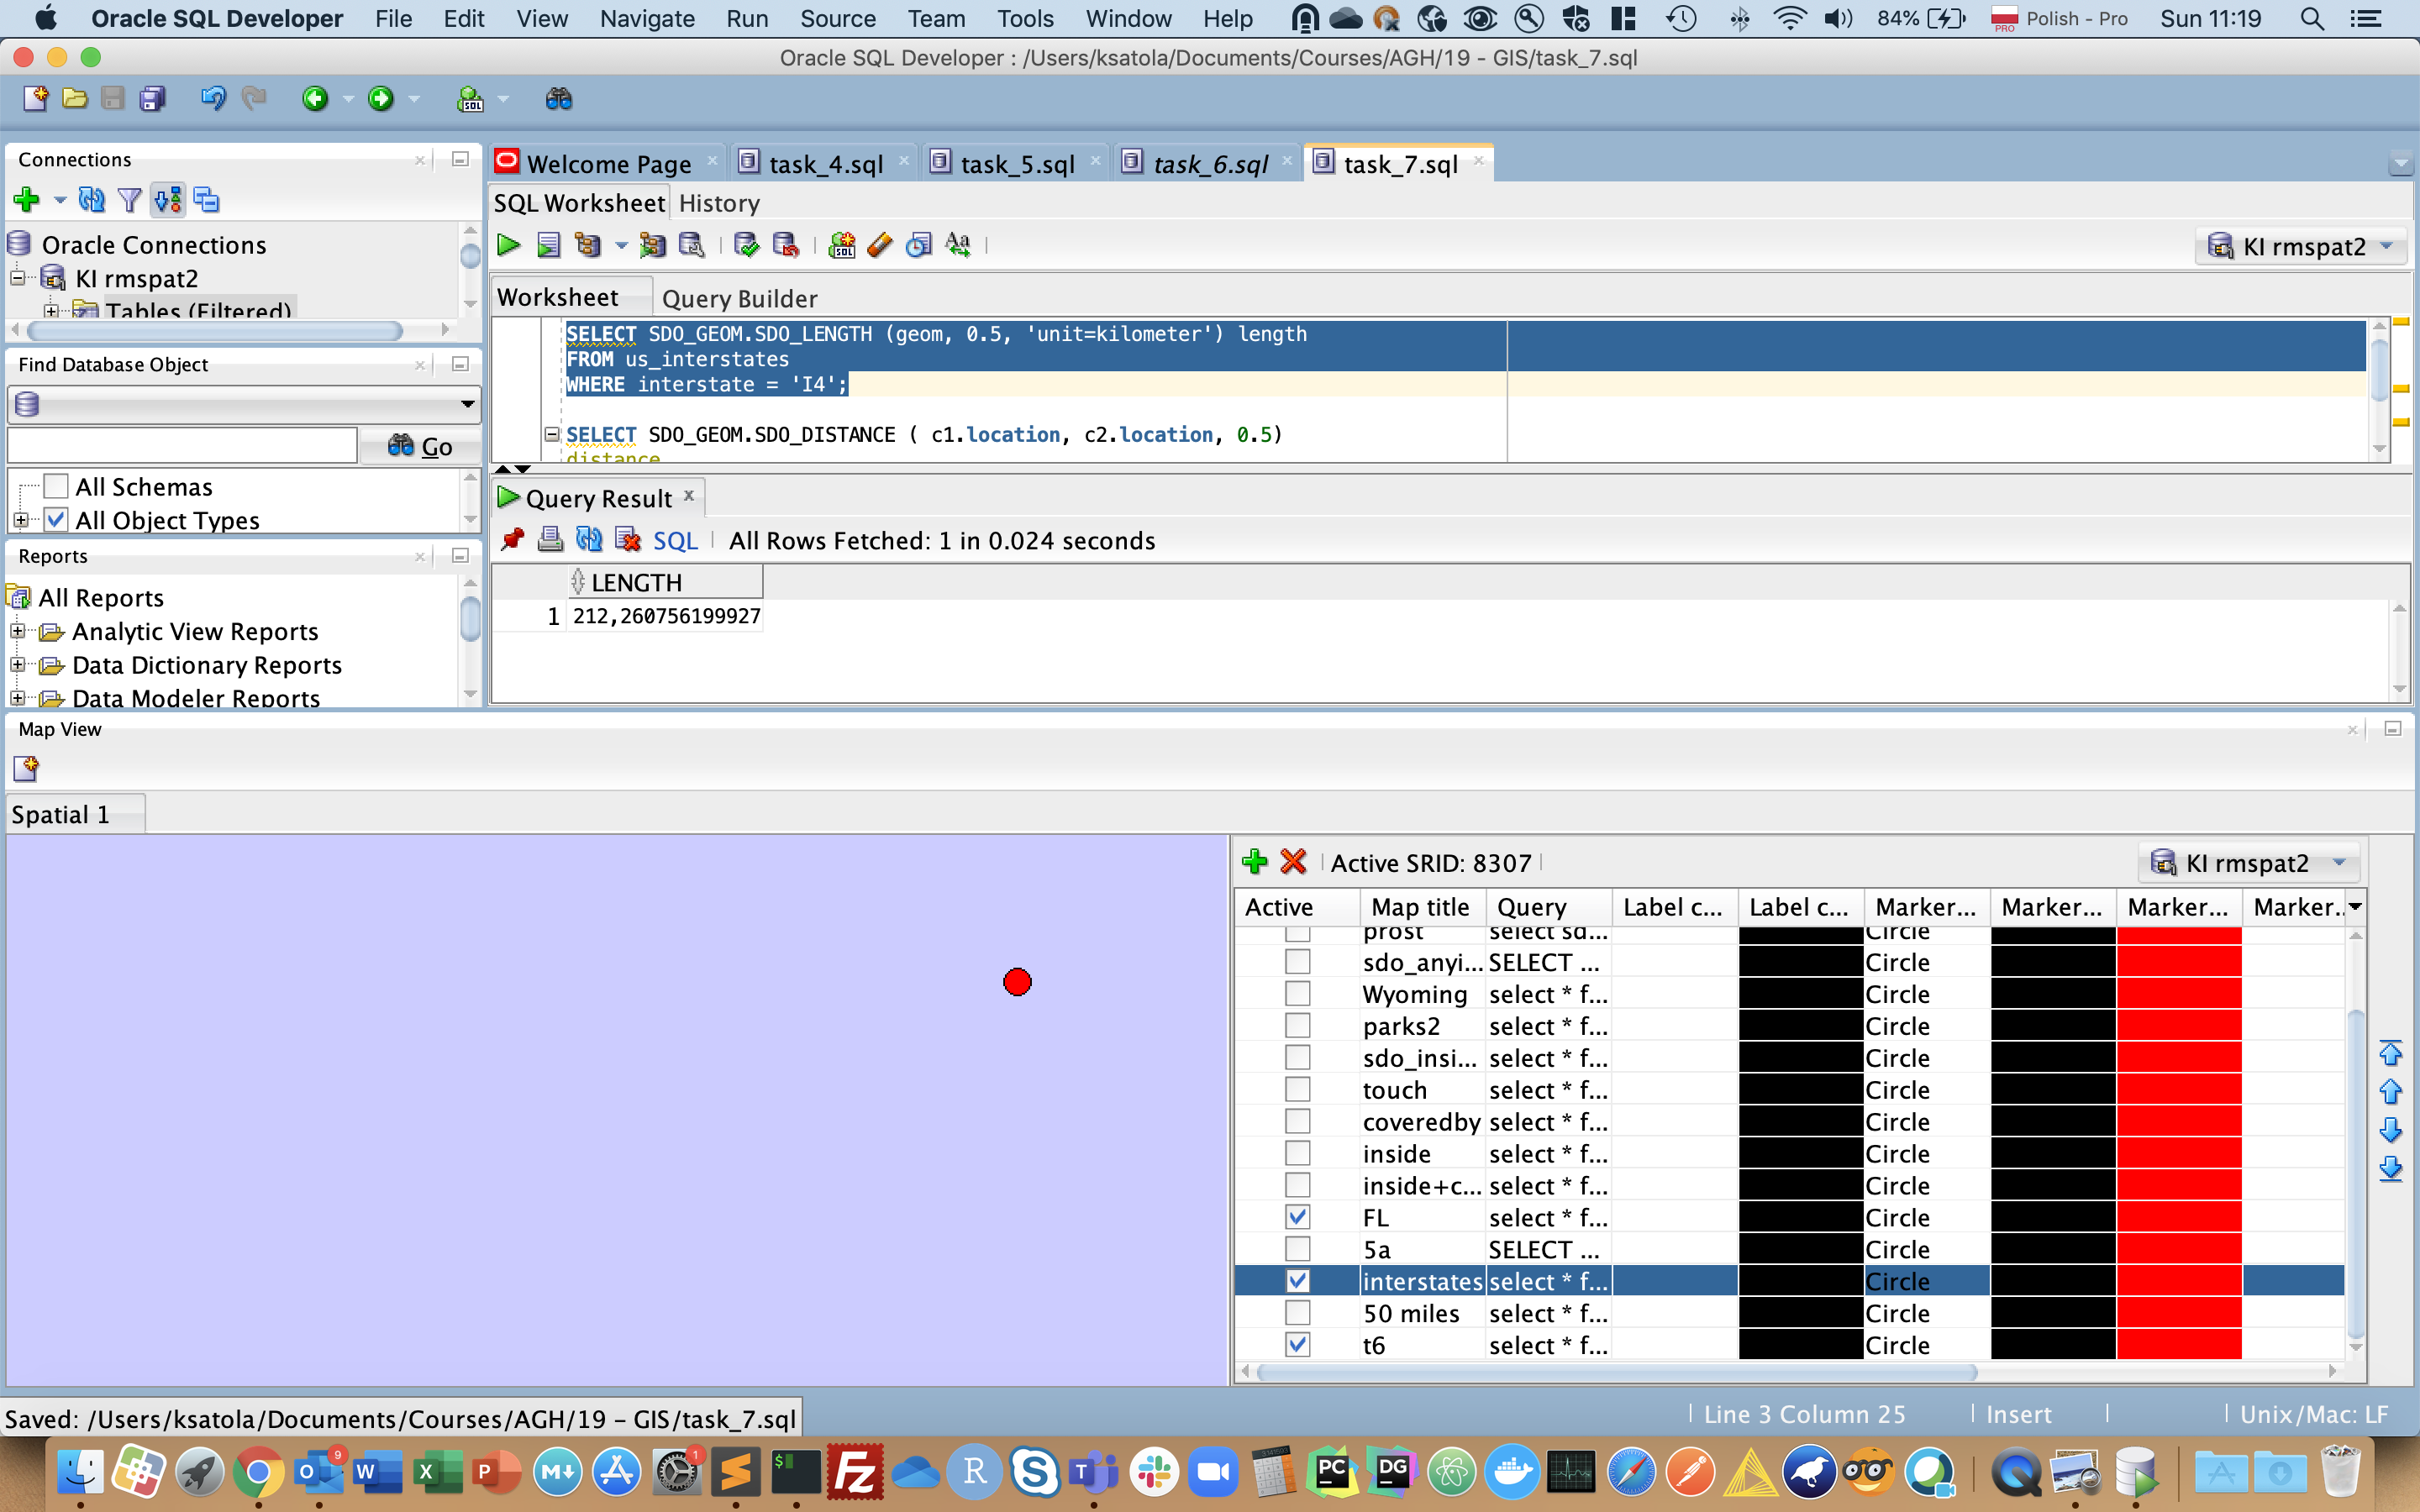 Oracle SQL Developer File Edit View Navigate Run Source Team Tools Window Help 84% PRO Polish - Pro Sun 11:19
Oracle SQL Developer : /Users/ksatola/Documents/Courses/AGH/19 - GIS/task_7.sql
Connections
Oracle Connections
KI rmspat2
Tables (Filtered)
Find Database Object
Go
All Schemas
All Object Types
Reports
All Reports
Analytic View Reports
Data Dictionary Reports
Data Modeler Reports
Welcome Page task_4.sql task_5.sql task_6.sql task_7.sql
SQL Worksheet History
KI rmspat2
Worksheet Query Builder
SELECT SDO_GEOM.SDO_LENGTH (geom, 0.5, 'unit=kilometer') length
FROM us_interstates
WHERE interstate = 'I4';
SELECT SDO_GEOM.SDO_DISTANCE ( c1.location, c2.location, 0.5)
distance
Query Result
SQL All Rows Fetched: 1 in 0.024 seconds
LENGTH
1 212,260756199927
Map View
Spatial 1
Active SRID: 8307 KI rmspat2
Active Map title Query Label c... Label c... Marker... Marker... Marker... Marker..
prost select sd... Circle
sdo_anyi... SELECT ... Circle
Wyoming select * f... Circle
parks2 select * f... Circle
sdo_insi... select * f... Circle
touch select * f... Circle
coveredby select * f... Circle
inside select * f... Circle
inside+c... select * f... Circle
FL select * f... Circle
5a SELECT ... Circle
interstates select * f... Circle
50 miles select * f... Circle
t6 select * f... Circle
Saved: /Users/ksatola/Documents/Courses/AGH/19 - GIS/task_7.sql
Line 3 Column 25 Insert Unix/Mac: LF